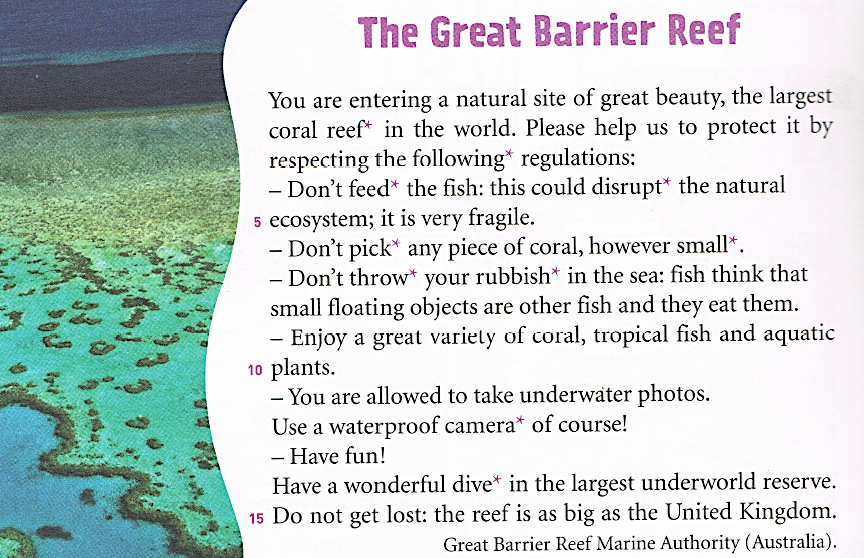 The Great Barrier Reef
You are entering a natural site of great beauty, the largest
coral reef* in the world. Please help us to protect it by
respecting the following* regulations:
– Don't feed* the fish: this could disrupt* the natural
5 ecosystem; it is very fragile.
– Don't pick* any piece of coral, however small*.
– Don't throw* your rubbish* in the sea: fish think that
small floating objects are other fish and they eat them.
– Enjoy a great variety of coral, tropical fish and aquatic
10 plants.
– You are allowed to take underwater photos.
Use a waterproof camera* of course!
– Have fun!
Have a wonderful dive* in the largest underworld reserve.
15 Do not get lost: the reef is as big as the United Kingdom.
Great Barrier Reef Marine Authority (Australia).